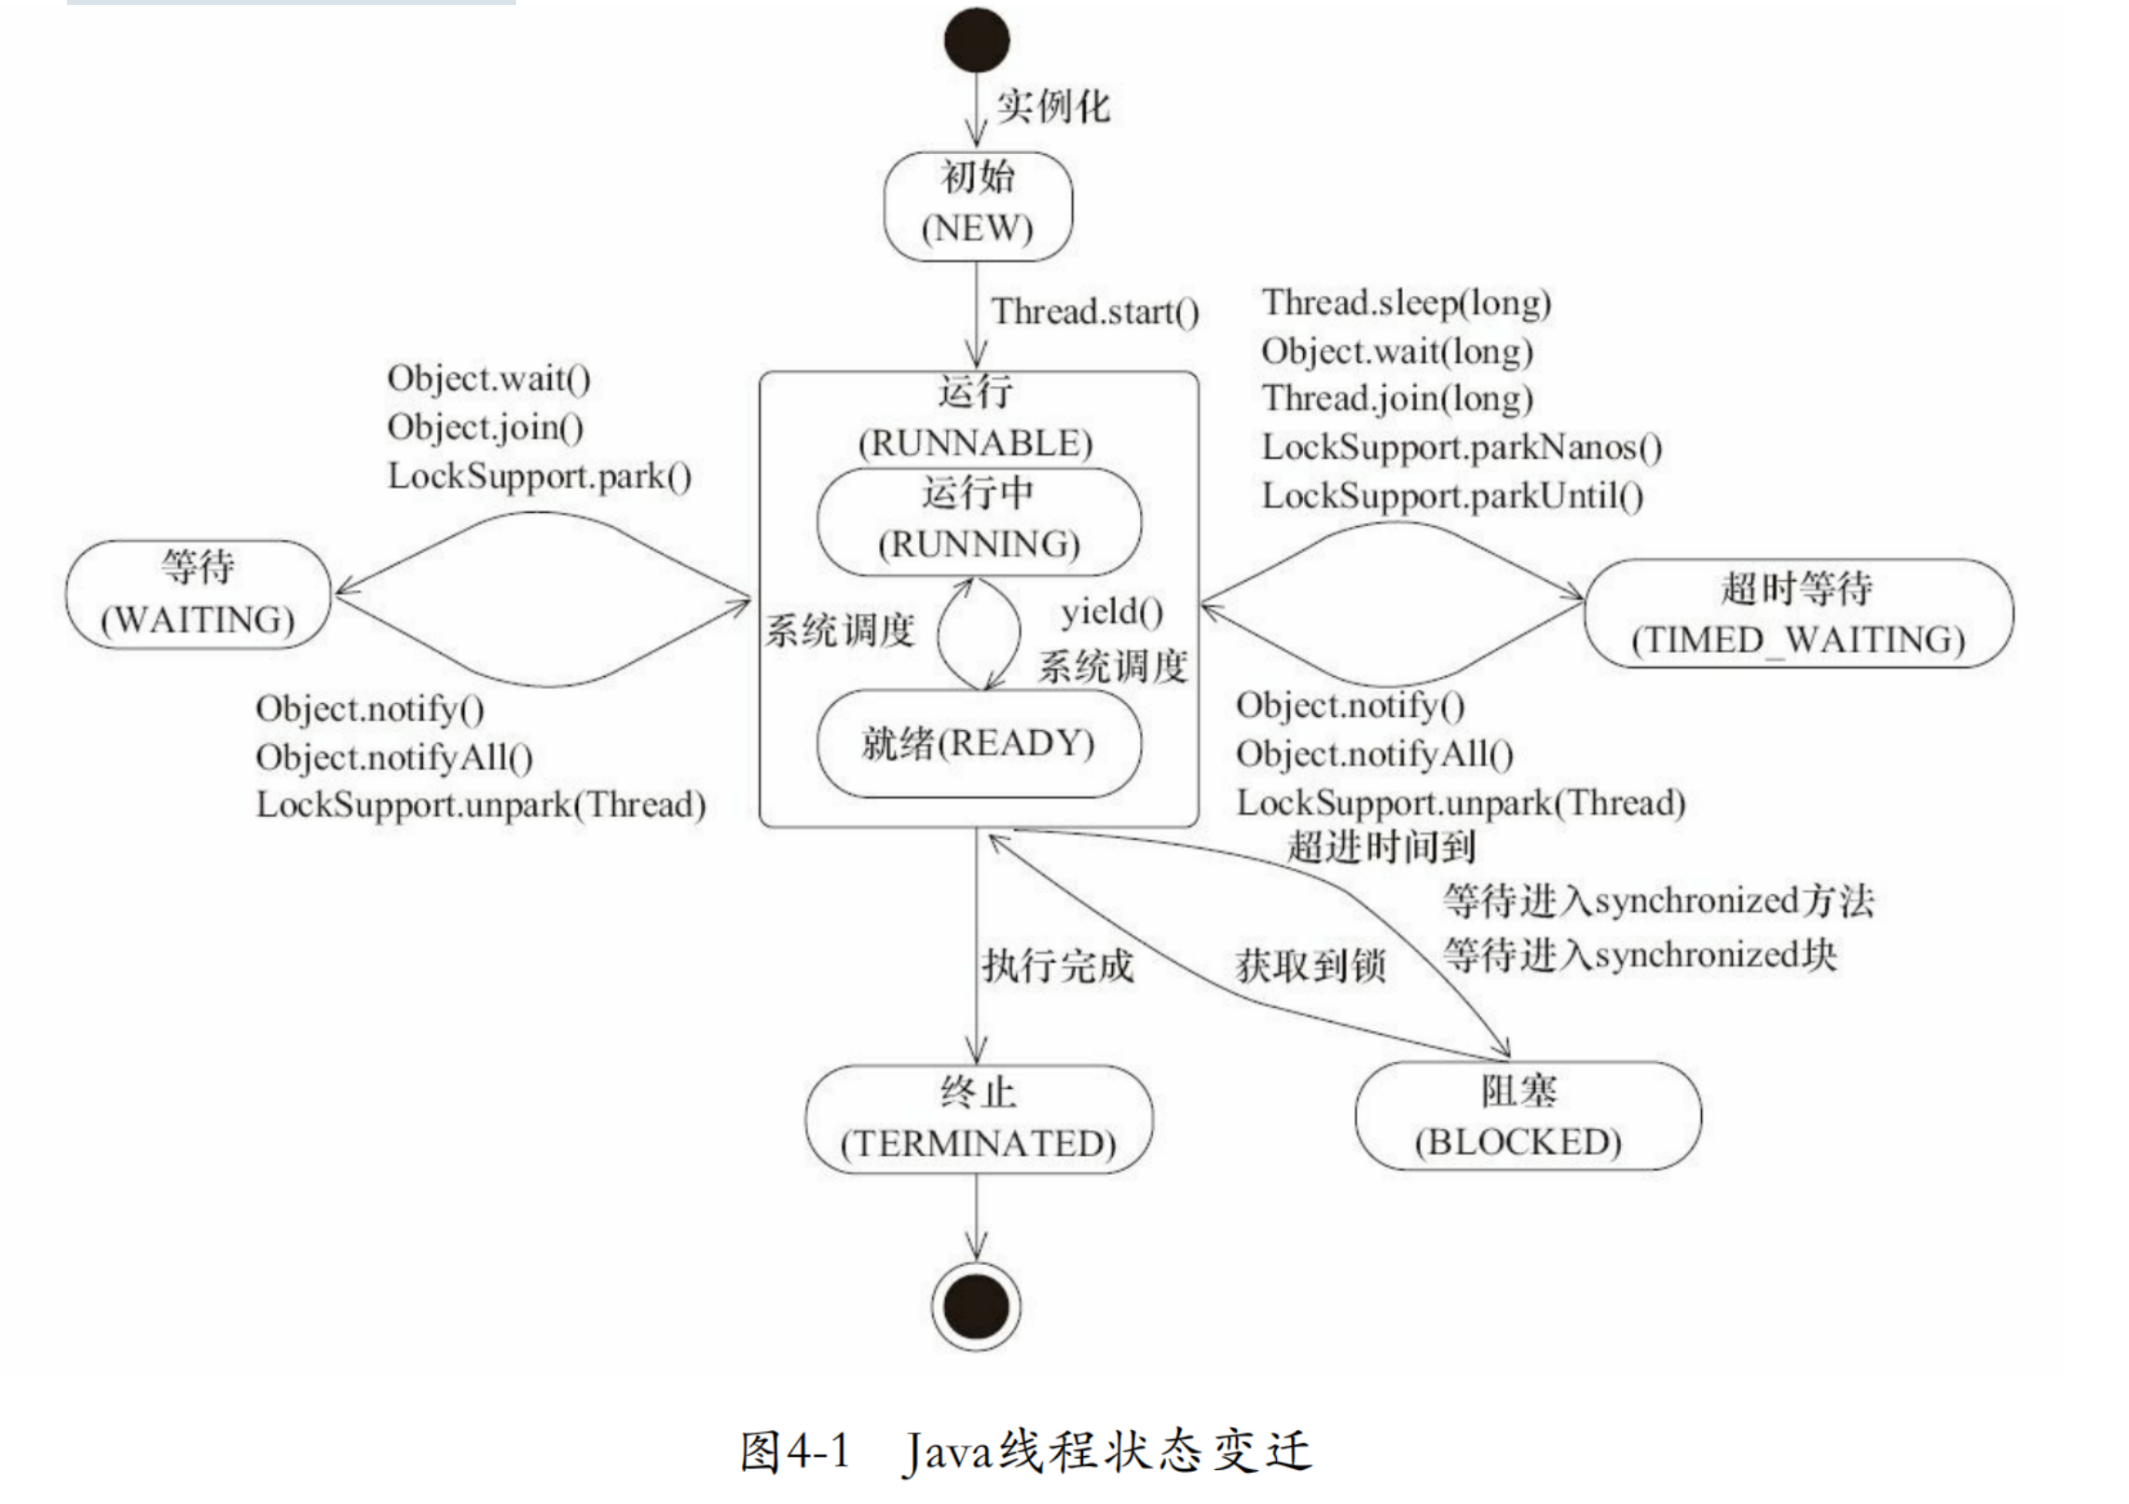 实例化
初始
(NEW)
Thread.start()
Object.wait()
Object.join()
LockSupport.park()
Thread.sleep(long)
Object.wait(long)
Thread.join(long)
LockSupport.parkNanos()
LockSupport.parkUntil()
运行
(RUNNABLE)
运行中
(RUNNING)
等待
(WAITING)
系统调度
yield()
系统调度
超时等待
(TIMED_WAITING)
就绪(READY)
Object.notify()
Object.notifyAll()
LockSupport.unpark(Thread)
Object.notify()
Object.notifyAll()
LockSupport.unpark(Thread)
超进时间到
等待进入synchronized方法
等待进入synchronized块
执行完成
获取到锁
终止
(TERMINATED)
阻塞
(BLOCKED)
图4-1 Java线程状态变迁